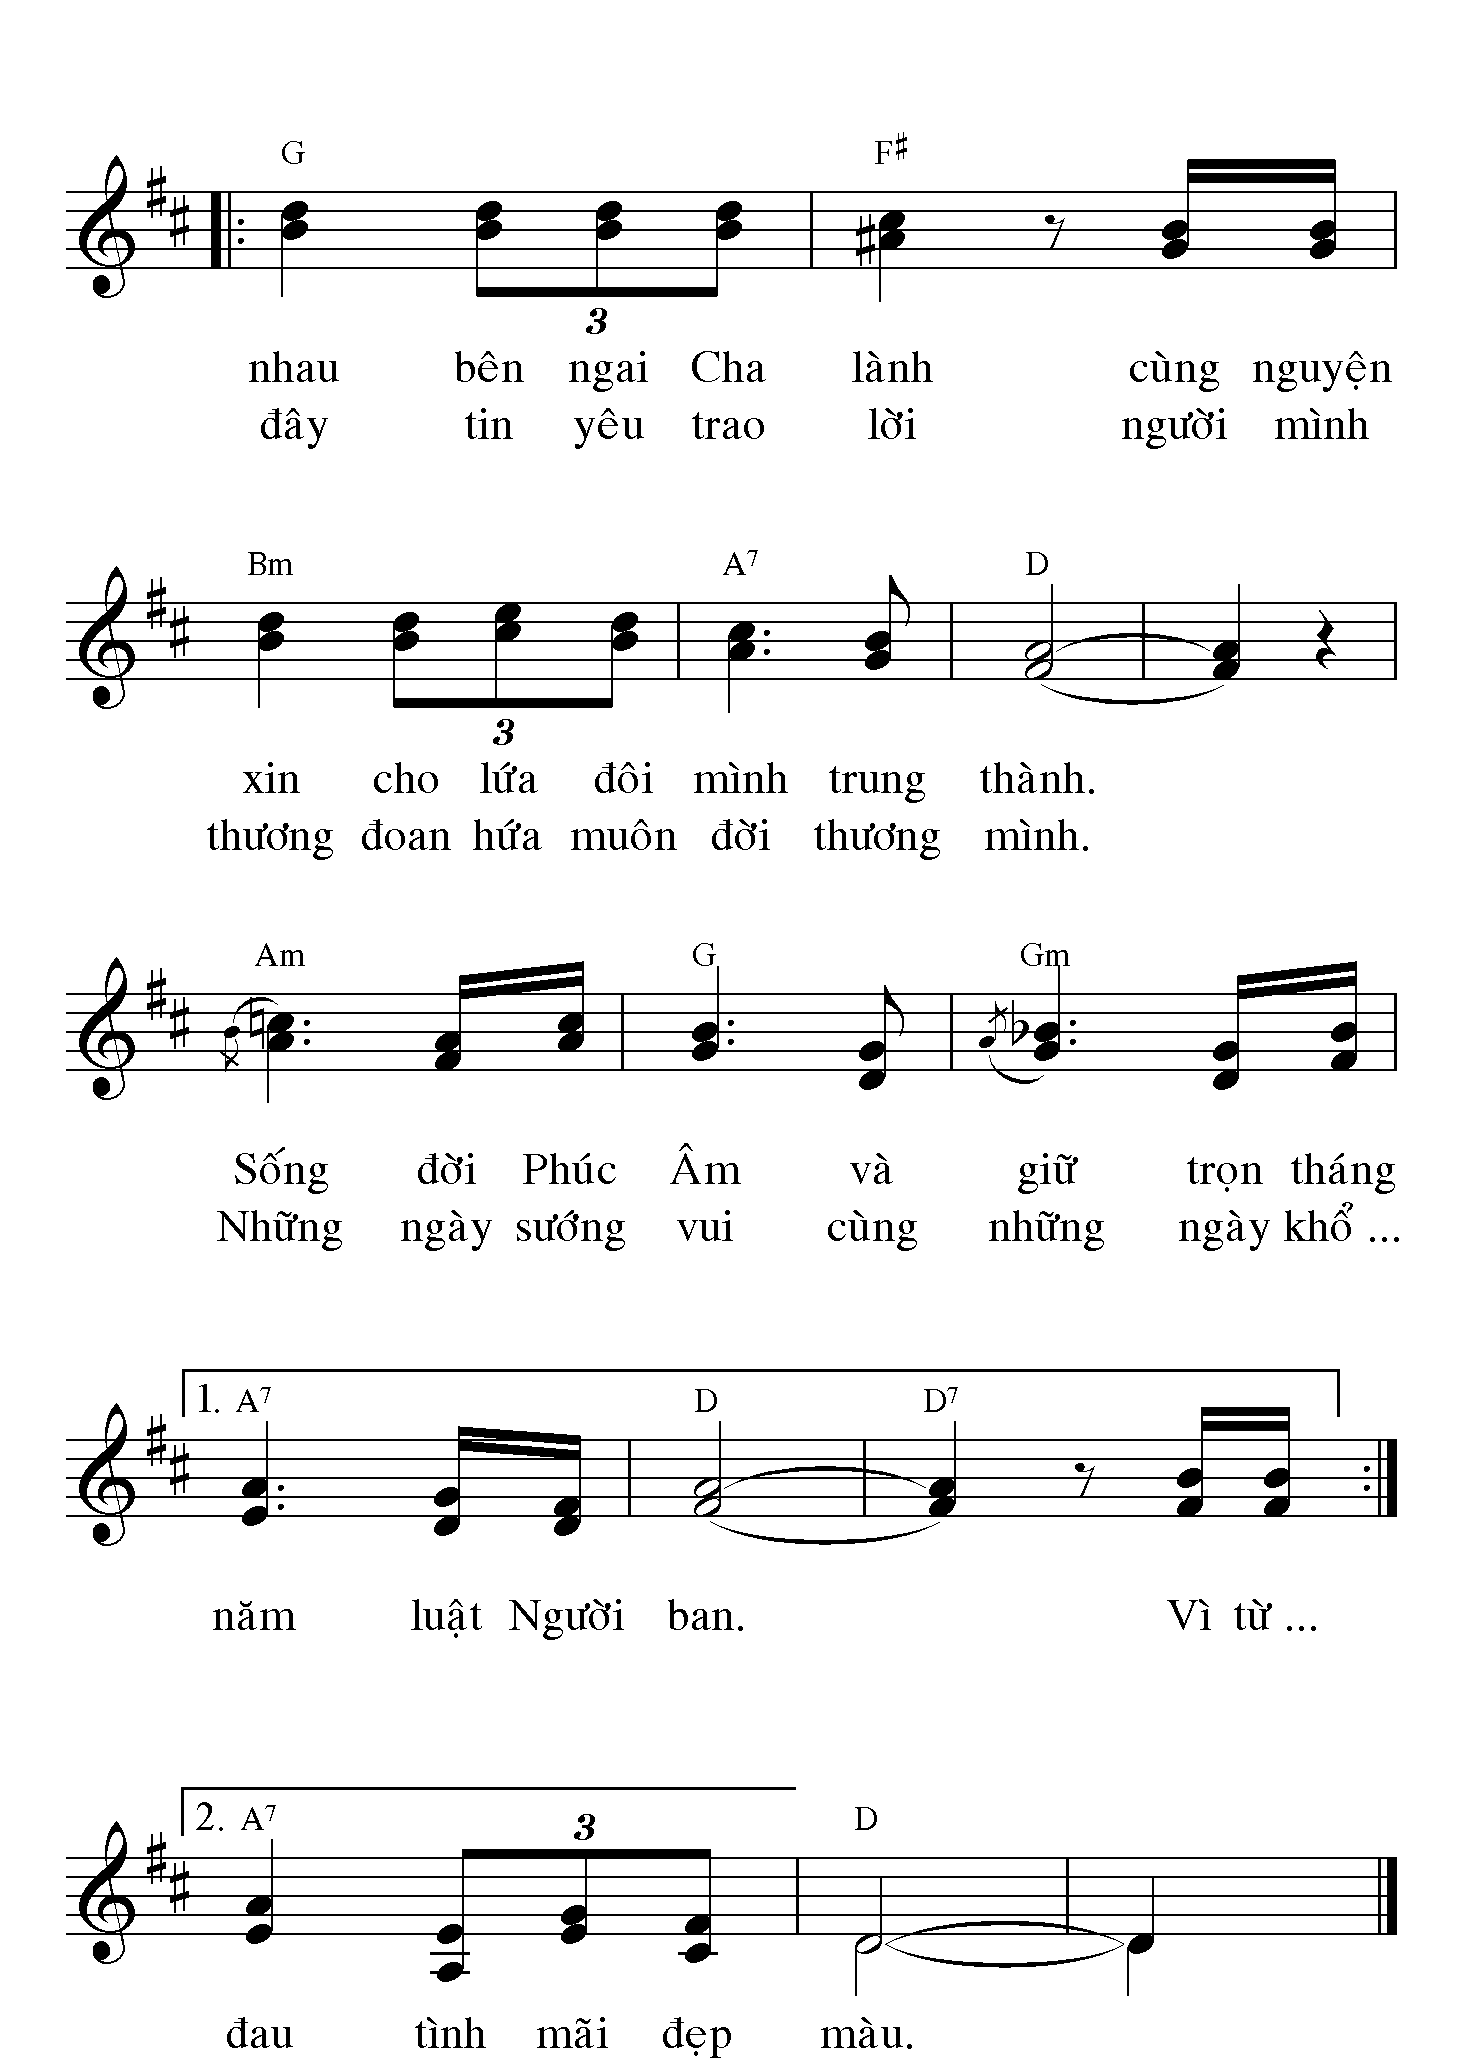 G F♯
3
nhau bên ngai Cha lành cùng nguyện
đây tin yêu trao lời người mình
Bm A7 D
3
xin cho lứa đôi mình trung thành.
thương đoan hứa muôn đời thương mình.
Am G Gm
Sống đời Phúc Âm và giữ trọn tháng
Những ngày sướng vui cùng những ngày khổ ...
1. A7 D D7
năm luật Người ban. Vì từ ...
2. A7 3 D
đau tình mãi đẹp màu.